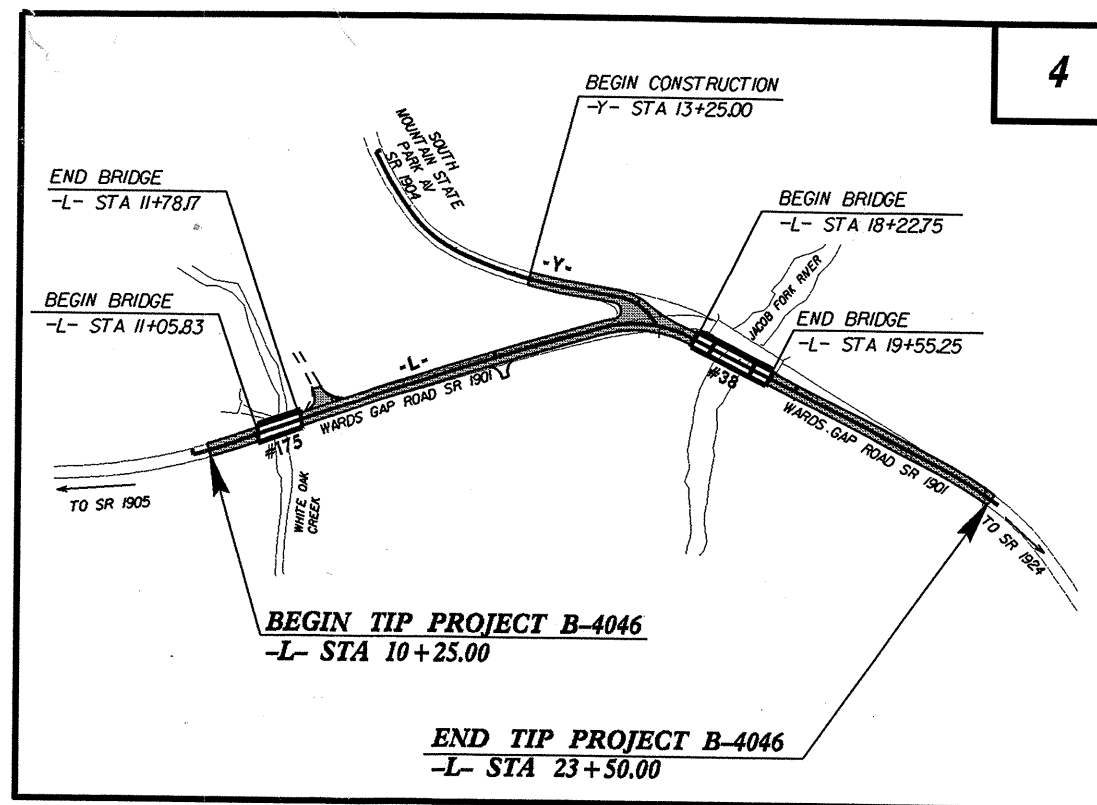 4
BEGIN CONSTRUCTION
-Y- STA 13+25.00
SOUTH
MOUNTAIN STATE
PARK AV
SR 1904
END BRIDGE
-L- STA 11+78.17
BEGIN BRIDGE
-L- STA 18+22.75
-Y-
JACOB FORK RIVER
BEGIN BRIDGE
-L- STA 11+05.83
END BRIDGE
-L- STA 19+55.25
-L-
#38
WARDS GAP ROAD SR 1901
WARDS GAP ROAD SR 1901
#175
TO SR 1905
WHITE OAK
CREEK
TO SR 1924
BEGIN TIP PROJECT B-4046
-L- STA 10+25.00
END TIP PROJECT B-4046
-L- STA 23+50.00